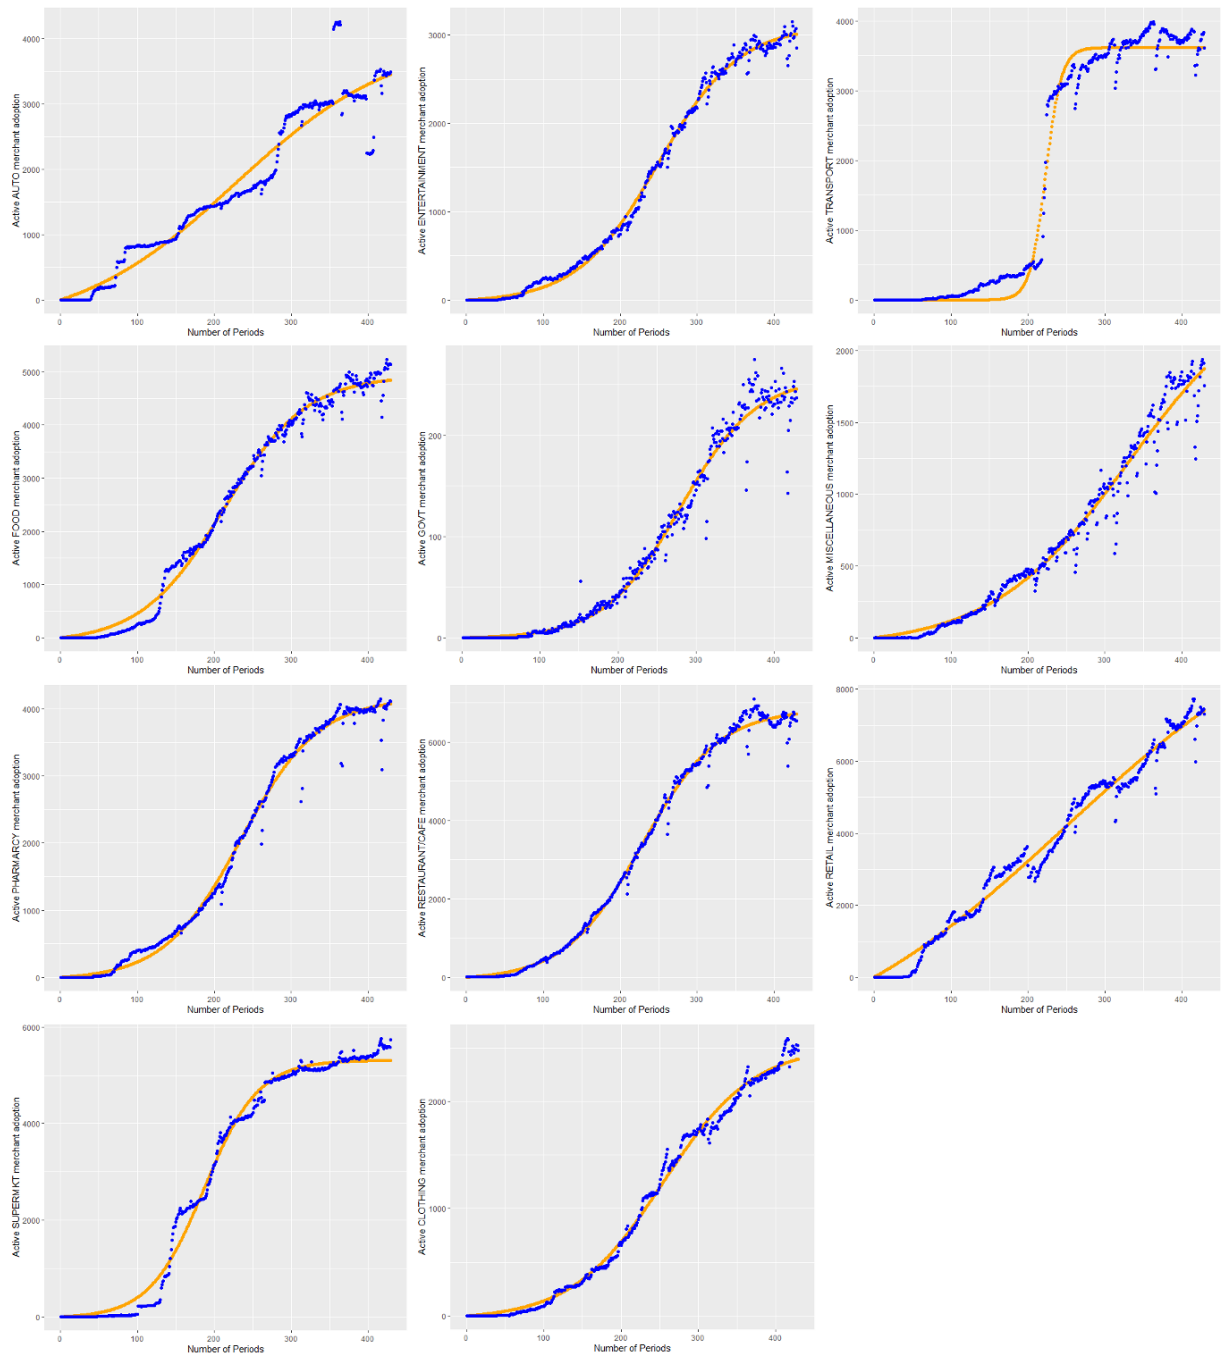 4000
3000
2000
1000
0
Active AUTO merchant adoption
0 100 200 300 400
Number of Periods
3000
2000
1000
0
Active ENTERTAINMENT merchant adoption
0 100 200 300 400
Number of Periods
4000
3000
2000
1000
0
Active TRANSPORT merchant adoption
0 100 200 300 400
Number of Periods
5000
4000
3000
2000
1000
0
Active FOOD merchant adoption
0 100 200 300 400
Number of Periods
200
100
0
Active GOVT merchant adoption
0 100 200 300 400
Number of Periods
2000
1500
1000
500
0
Active MISCELLANEOUS merchant adoption
0 100 200 300 400
Number of Periods
4000
3000
2000
1000
0
Active PHARMARCY merchant adoption
0 100 200 300 400
Number of Periods
6000
4000
2000
0
Active RESTAURANT/CAFE merchant adoption
0 100 200 300 400
Number of Periods
8000
6000
4000
2000
0
Active RETAIL merchant adoption
0 100 200 300 400
Number of Periods
6000
4000
2000
0
Active SUPERMKT merchant adoption
0 100 200 300 400
Number of Periods
2000
1000
0
Active CLOTHING merchant adoption
0 100 200 300 400
Number of Periods